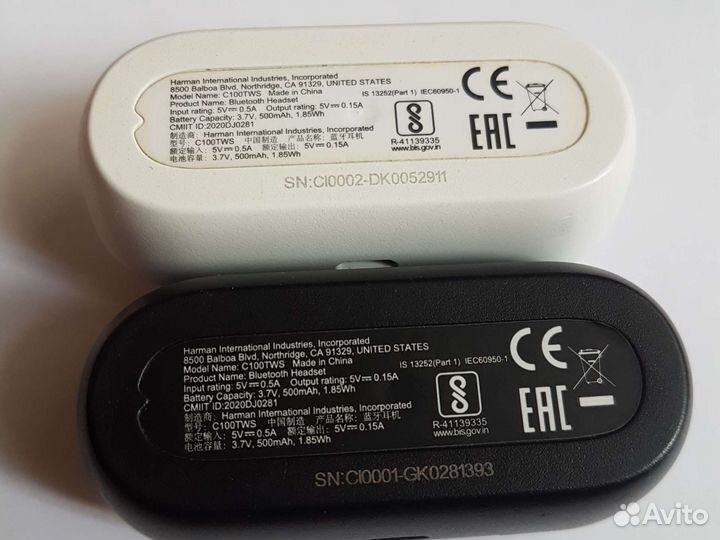 Harman International Industries, Incorporated
8500 Balboa Blvd, Northridge, CA 91329, UNITED STATES
Model Name: C100TWS   Made in China
Product Name: Bluetooth Headset
IS 13252(Part 1)  IEC60950-1
Input rating: 5V⎓0.5A   Output rating: 5V⎓0.15A
Battery Capacity: 3.7V, 500mAh, 1.85Wh
CMIIT ID:2020DJ0281
制造商: Harman International Industries, Incorporated
型号: C100TWS   中国制造   产品名称: 蓝牙耳机
额定输入: 5V⎓0.5A   额定输出: 5V⎓0.15A
电池容量: 3.7V, 500mAh, 1.85Wh
R-41139335
www.bis.gov.in
CE
EAC
SN:CI0002-DK0052911
Harman International Industries, Incorporated
8500 Balboa Blvd, Northridge, CA 91329, UNITED STATES
Model Name: C100TWS   Made in China
Product Name: Bluetooth Headset
IS 13252(Part 1)  IEC60950-1
Input rating: 5V⎓0.5A   Output rating: 5V⎓0.15A
Battery Capacity: 3.7V, 500mAh, 1.85Wh
CMIIT ID:2020DJ0281
制造商: Harman International Industries, Incorporated
型号: C100TWS   中国制造   产品名称: 蓝牙耳机
额定输入: 5V⎓0.5A   额定输出: 5V⎓0.15A
电池容量: 3.7V, 500mAh, 1.85Wh
R-41139335
www.bis.gov.in
CE
EAC
SN:CI0001-GK0281393
Avito